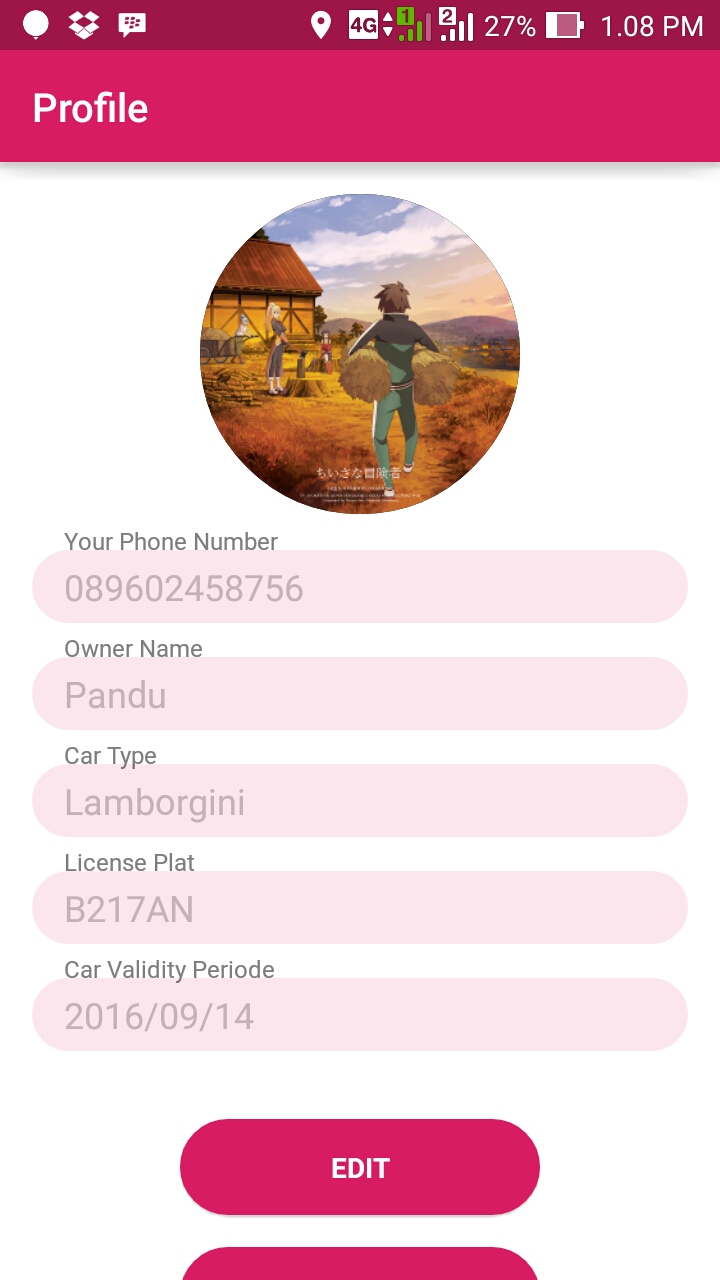 4G 1 2 27% 1.08 PM
Profile
ちいさな冒険者
Your Phone Number
089602458756
Owner Name
Pandu
Car Type
Lamborgini
License Plat
B217AN
Car Validity Periode
2016/09/14
EDIT